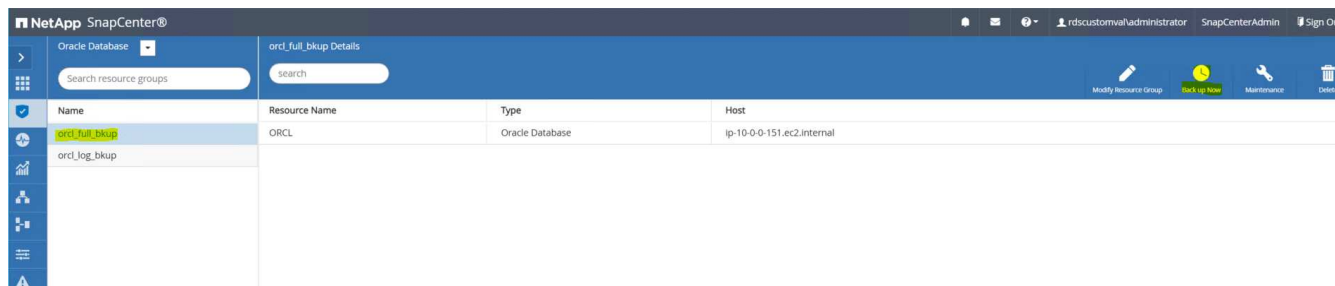 NetApp SnapCenter®
rdscustomval\administrator SnapCenterAdmin Sign O
Oracle Database
Search resource groups
orcl_full_bkup Details
search
Modify Resource Group Back up Now Maintenance Delet
Name
orcl_full_bkup
orcl_log_bkup
Resource Name Type Host
ORCL Oracle Database ip-10-0-0-151.ec2.internal